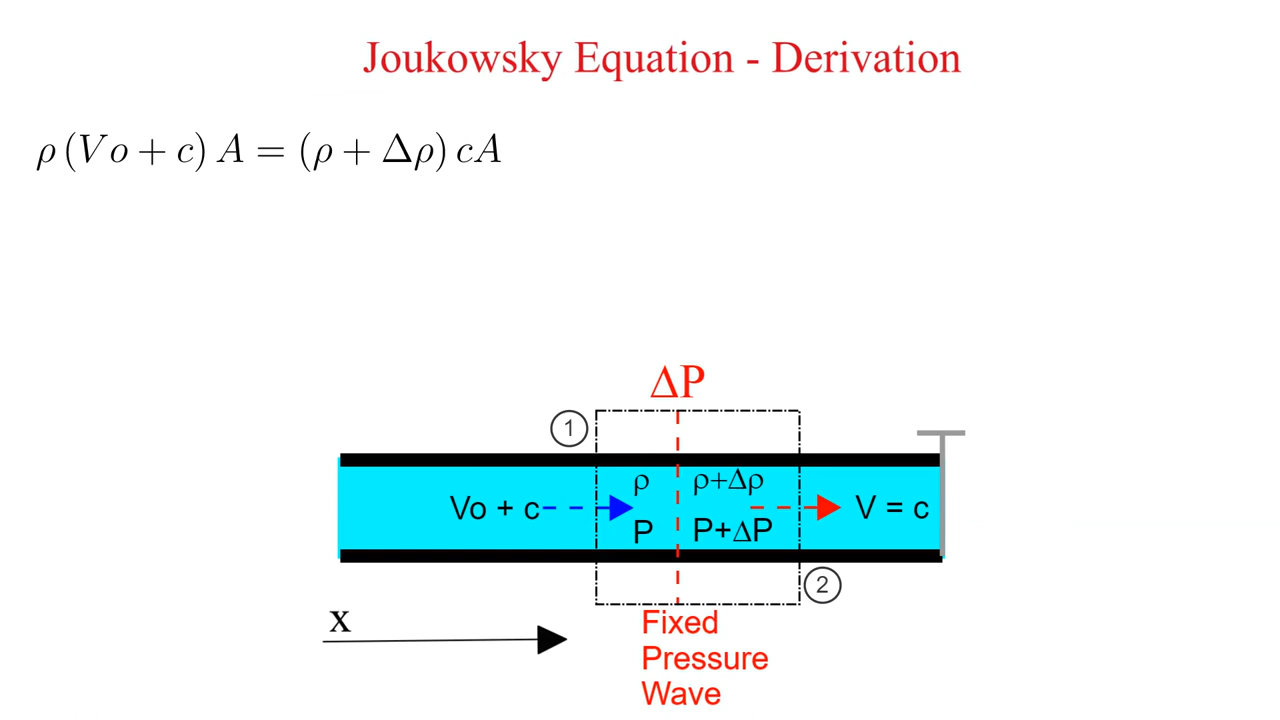 Joukowsky Equation - Derivation
ρ (Vo + c) A = (ρ + Δρ) cA
ΔP
1
ρ ρ+Δρ
Vo + c V = c
P P+ΔP
2
x
Fixed
Pressure
Wave